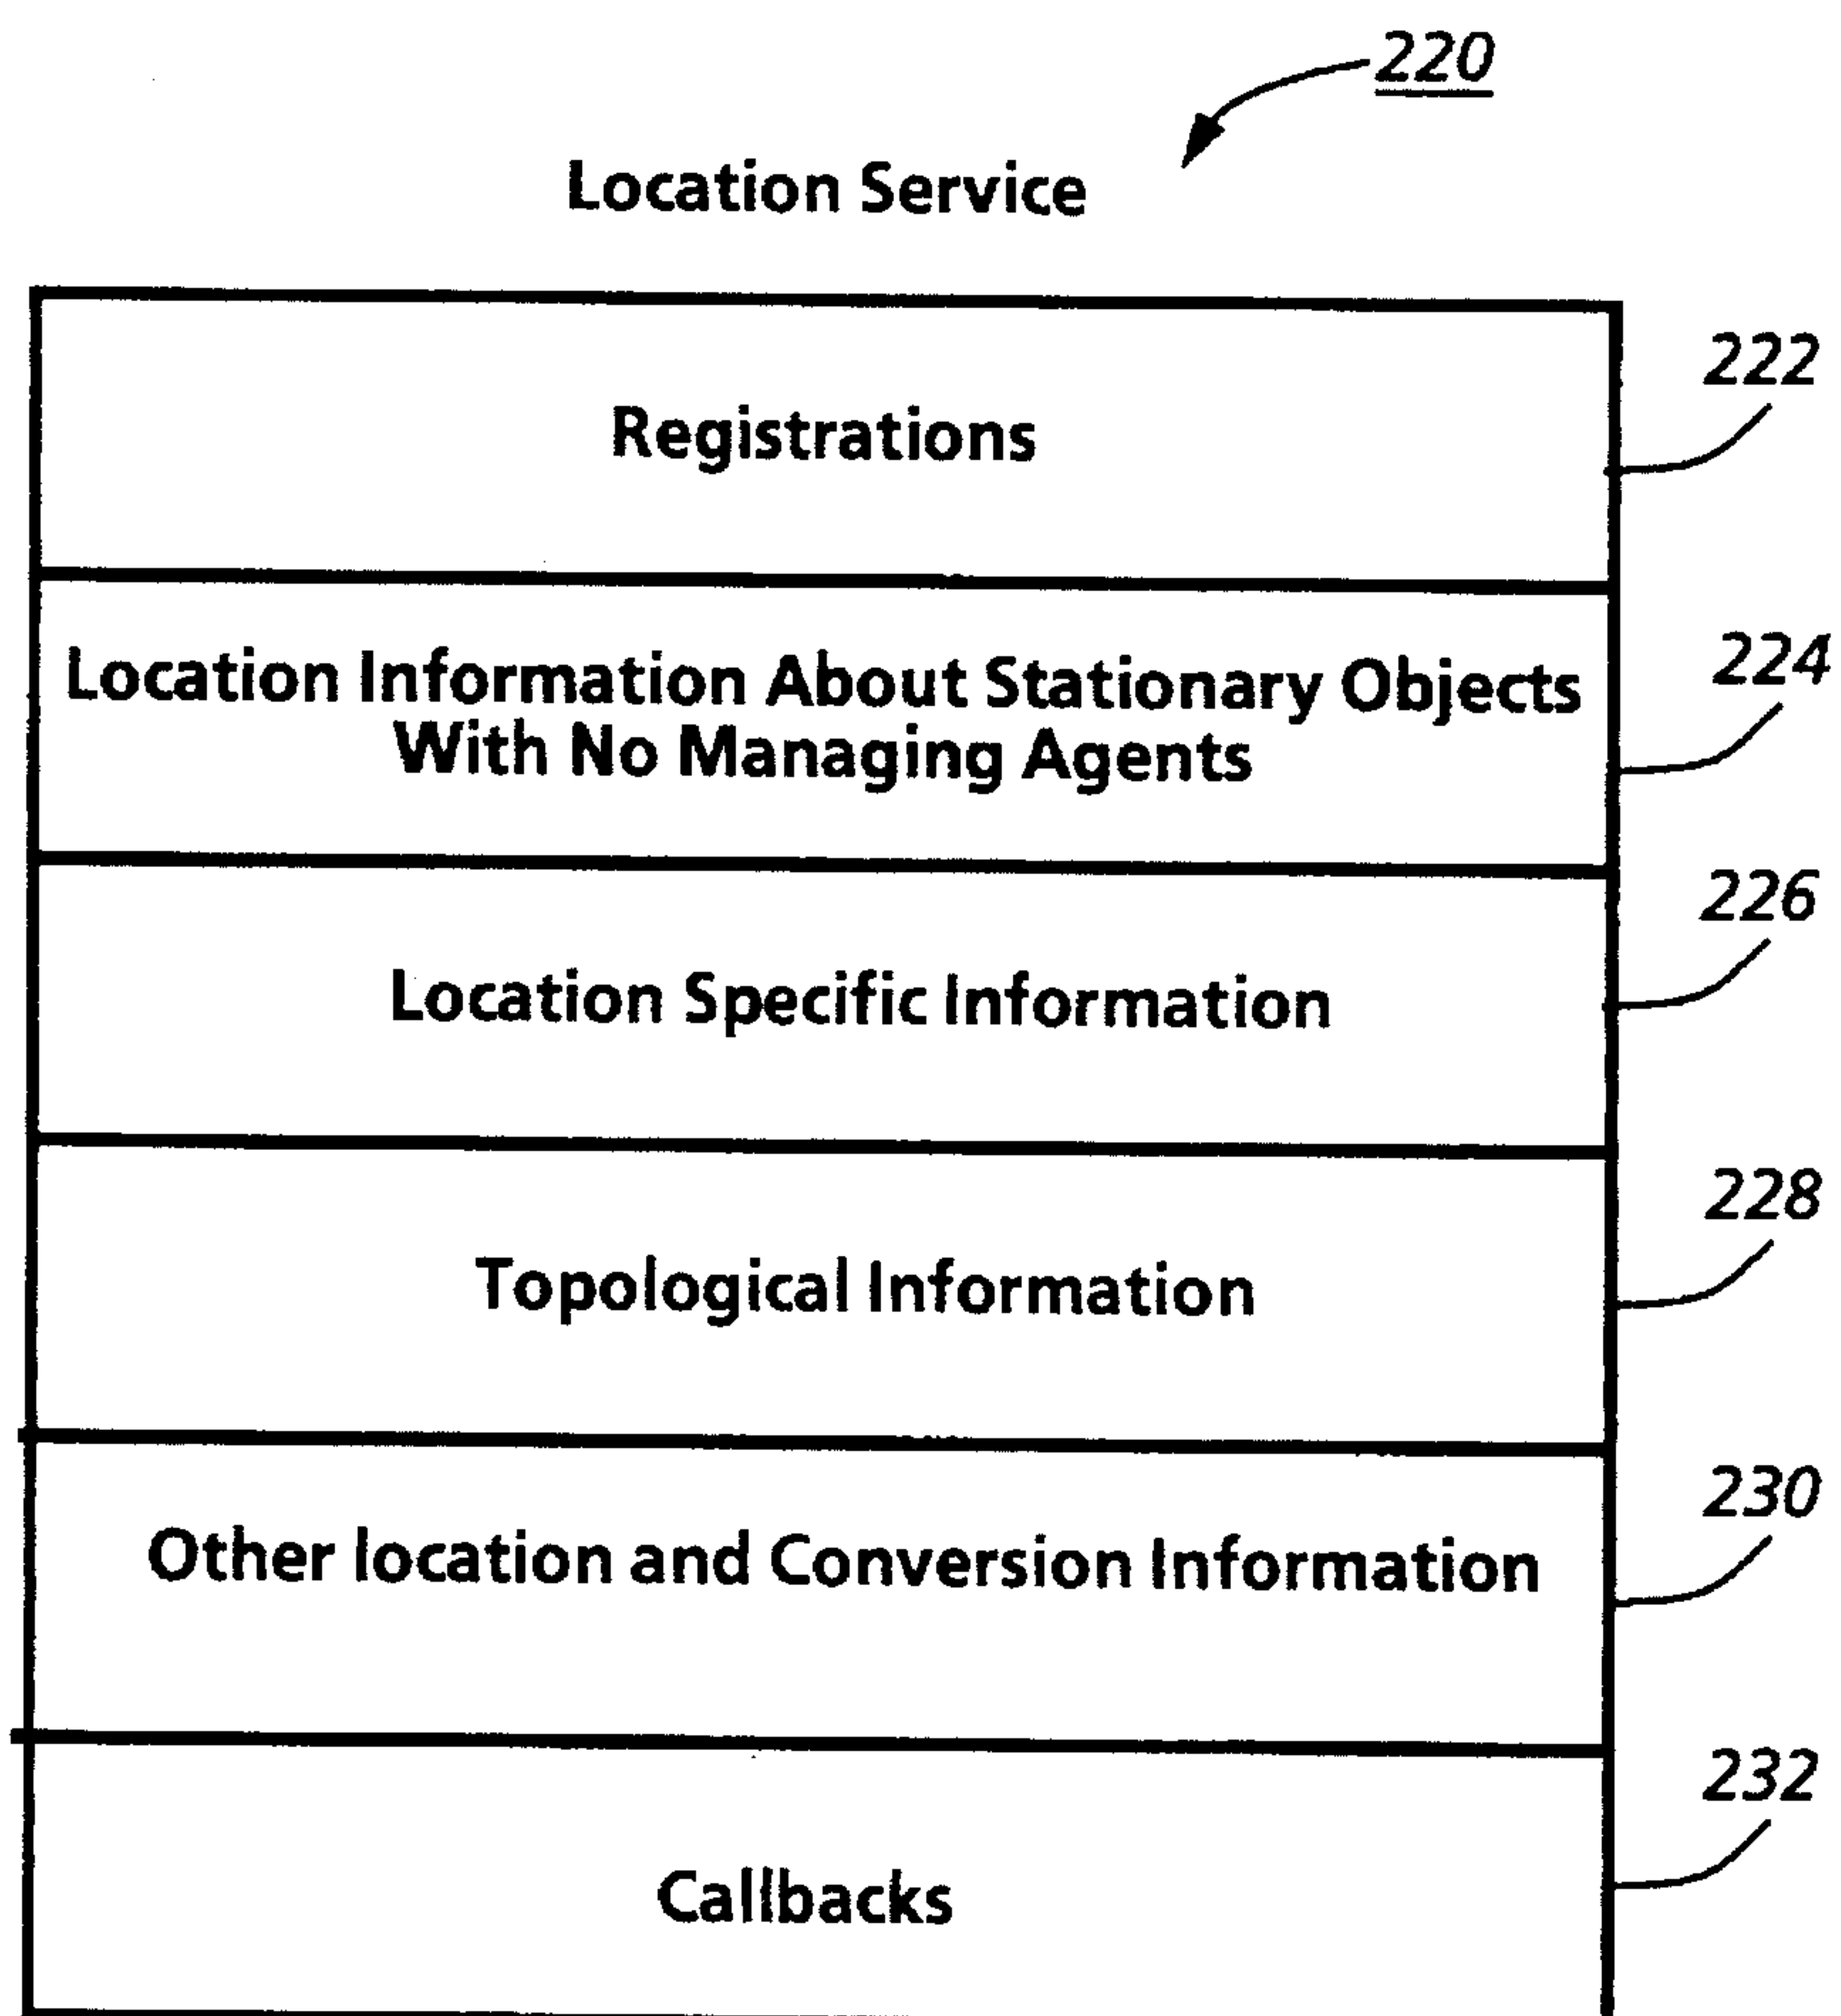 220
Location Service
Registrations
222
Location Information About Stationary Objects
With No Managing Agents
224
Location Specific Information
226
Topological Information
228
Other location and Conversion Information
230
Callbacks
232